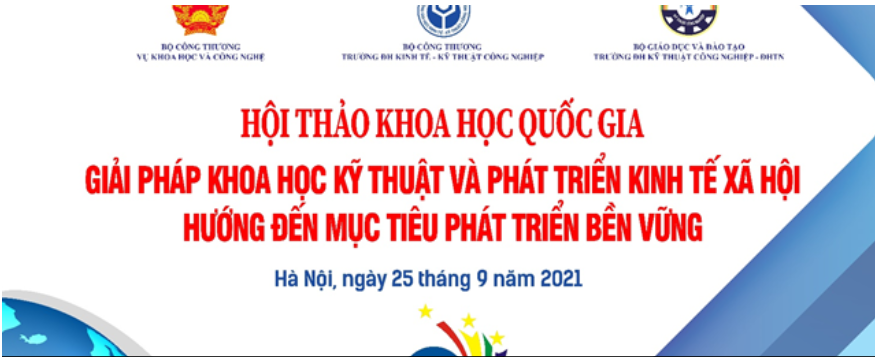 BỘ CÔNG THƯƠNG
VỤ KHOA HỌC VÀ CÔNG NGHỆ
BỘ CÔNG THƯƠNG
TRƯỜNG ĐH KINH TẾ - KỸ THUẬT CÔNG NGHIỆP
BỘ GIÁO DỤC VÀ ĐÀO TẠO
TRƯỜNG ĐH KỸ THUẬT CÔNG NGHIỆP - ĐHTN
HỘI THẢO KHOA HỌC QUỐC GIA
GIẢI PHÁP KHOA HỌC KỸ THUẬT VÀ PHÁT TRIỂN KINH TẾ XÃ HỘI
HƯỚNG ĐẾN MỤC TIÊU PHÁT TRIỂN BỀN VỮNG
Hà Nội, ngày 25 tháng 9 năm 2021